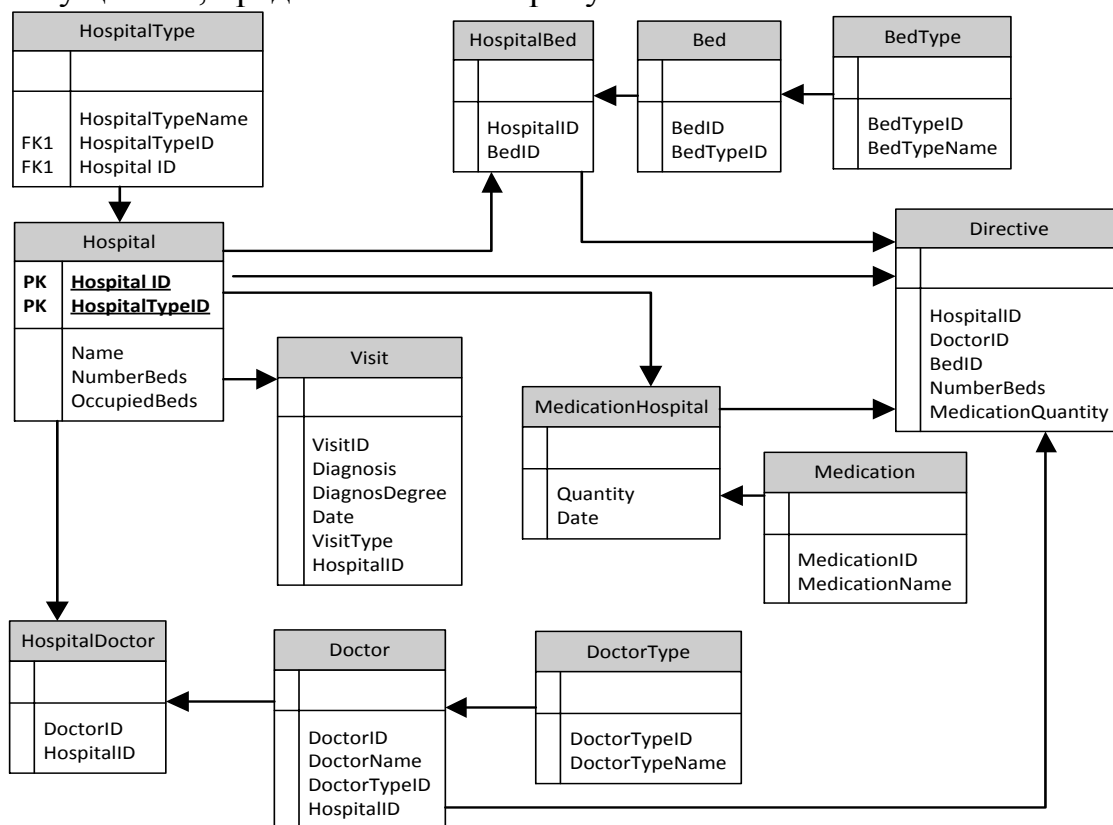 HospitalType
HospitalTypeName
FK1 HospitalTypeID
FK1 Hospital ID
HospitalBed
HospitalID
BedID
Bed
BedID
BedTypeID
BedType
BedTypeID
BedTypeName
Hospital
PK Hospital ID
PK HospitalTypeID
Name
NumberBeds
OccupiedBeds
Directive
HospitalID
DoctorID
BedID
NumberBeds
MedicationQuantity
Visit
VisitID
Diagnosis
DiagnosDegree
Date
VisitType
HospitalID
MedicationHospital
Quantity
Date
Medication
MedicationID
MedicationName
HospitalDoctor
DoctorID
HospitalID
Doctor
DoctorID
DoctorName
DoctorTypeID
HospitalID
DoctorType
DoctorTypeID
DoctorTypeName